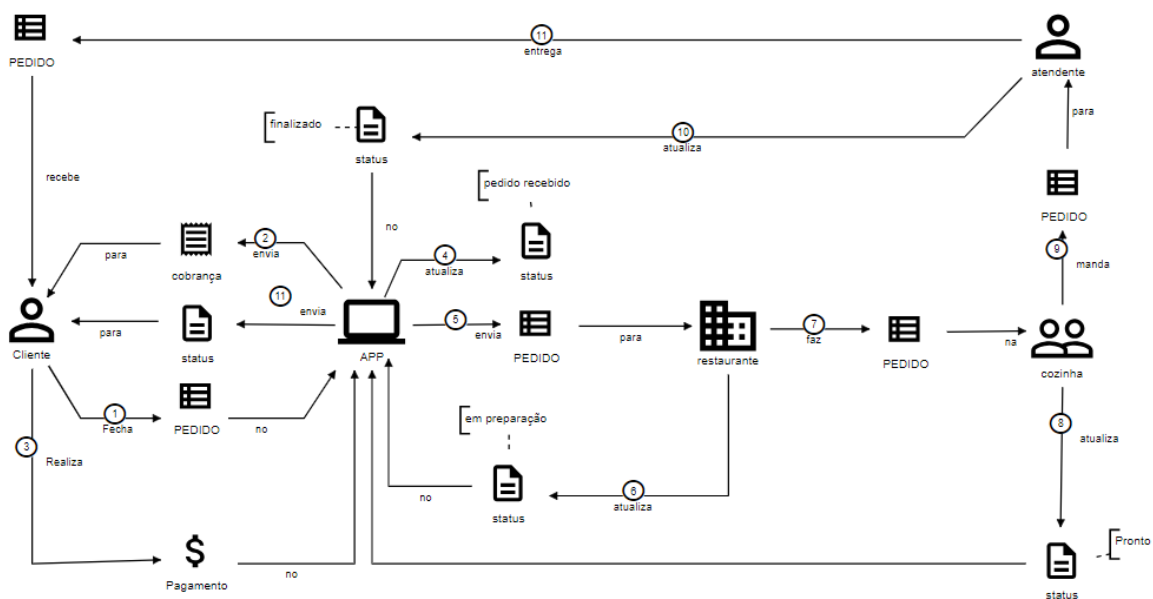 11
entrega
PEDIDO
atendente
finalizado
status
10
atualiza
para
recebe
pedido recebido
PEDIDO
no
2
envia
para
cobrança
4
atualiza
status
9
manda
11
envia
para
status
Cliente
APP
5
envia
PEDIDO
para
restaurante
7
faz
PEDIDO
na
cozinha
1
Fecha
PEDIDO
no
3
Realiza
em preparação
8
atualiza
no
status
6
atualiza
Pagamento
no
Pronto
status